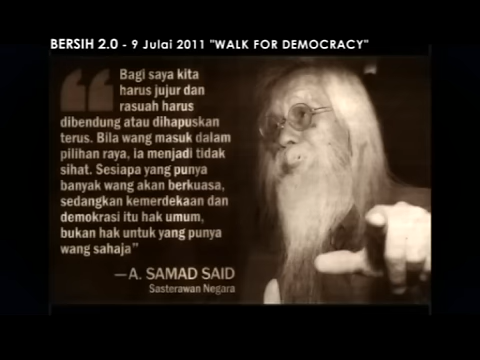 BERSIH 2.0 - 9 Julai 2011 "WALK FOR DEMOCRACY"
“Bagi saya kita
harus jujur dan
rasuah harus
dibendung atau dihapuskan
terus. Bila wang masuk dalam
pilihan raya, ia menjadi tidak
sihat. Sesiapa yang punya
banyak wang akan berkuasa,
sedangkan kemerdekaan dan
demokrasi itu hak umum,
bukan hak untuk yang punya
wang sahaja”
—A. SAMAD SAID
Sasterawan Negara